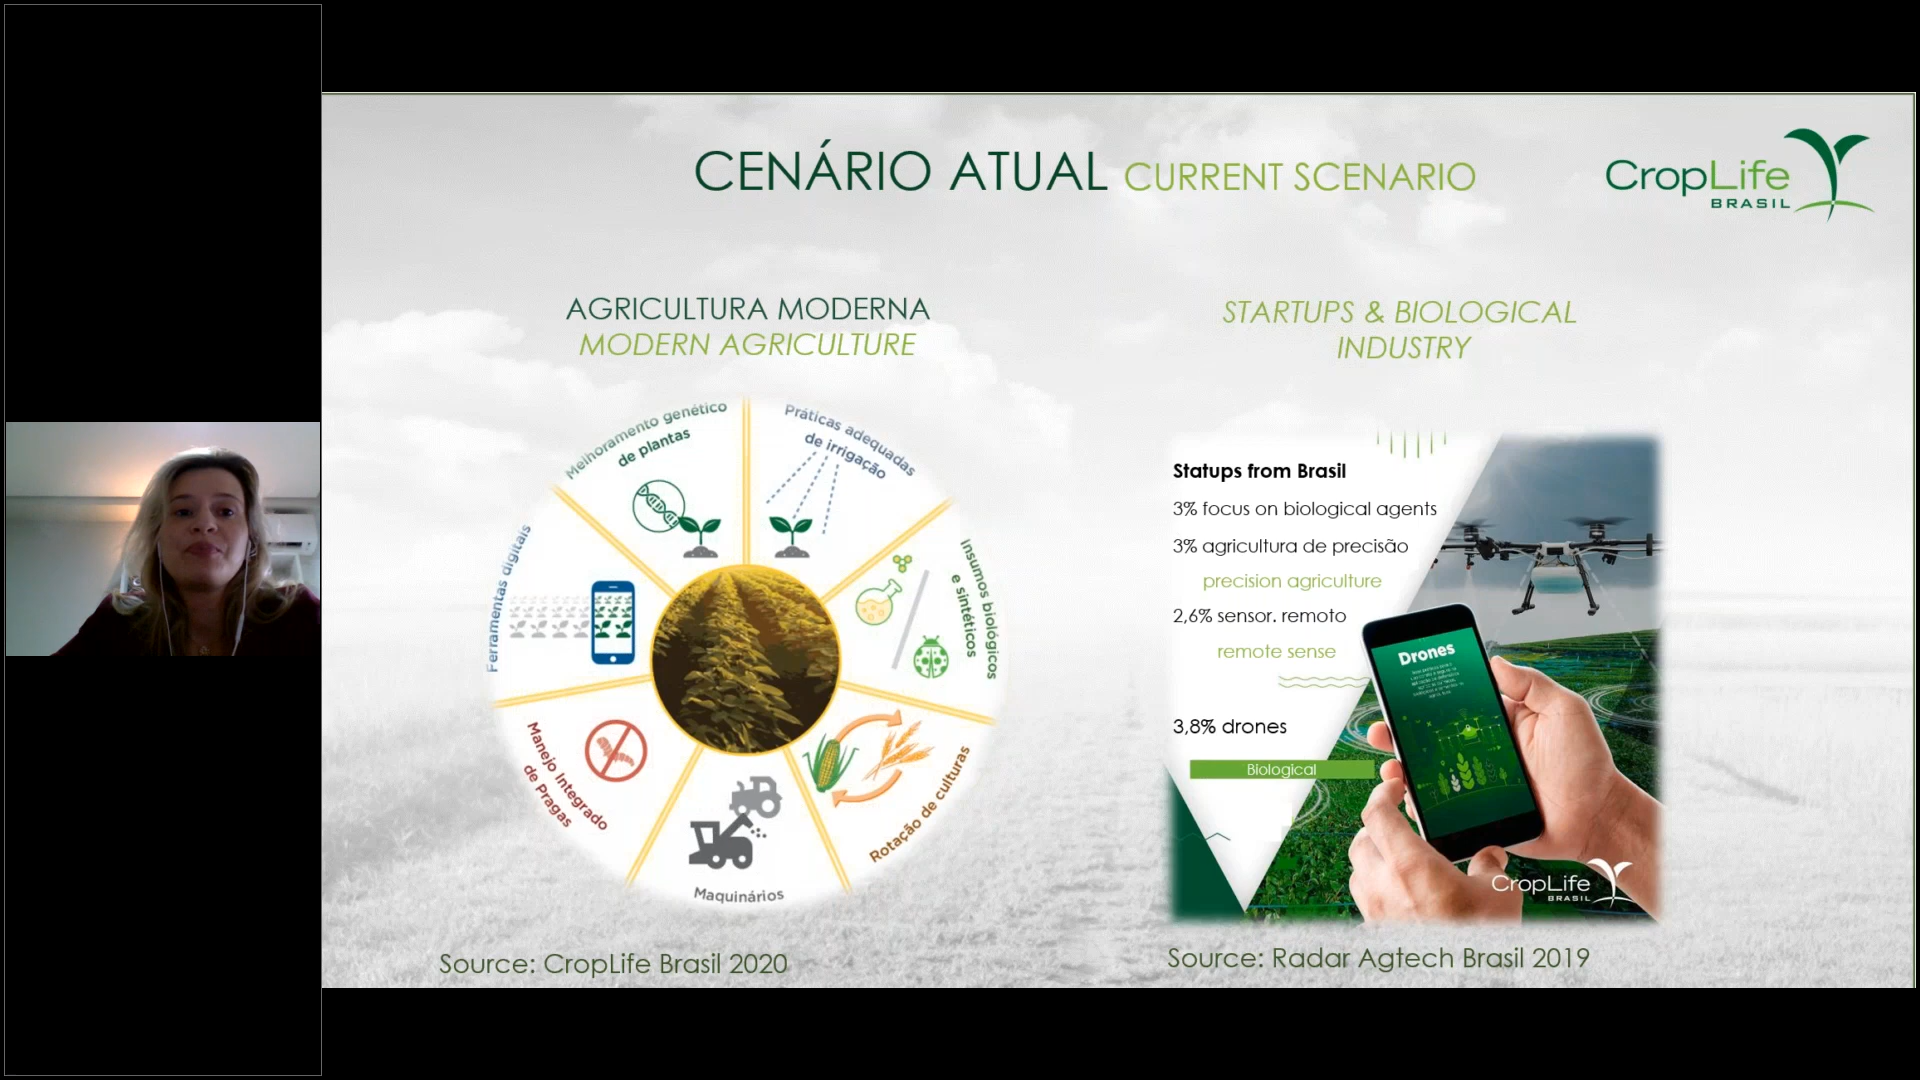 CENÁRIO ATUAL CURRENT SCENARIO
CropLife
BRASIL
AGRICULTURA MODERNA
MODERN AGRICULTURE
Melhoramento genético
de plantas
Práticas adequadas
de irrigação
Insumos biológicos
e sintéticos
Rotação de culturas
Maquinários
Manejo Integrado
de Pragas
Ferramentas digitais
Source: CropLife Brasil 2020
STARTUPS & BIOLOGICAL
INDUSTRY
Statups from Brasil
3% focus on biological agents
3% agricultura de precisão
precision agriculture
2,6% sensor. remoto
remote sense
3,8% drones
Biological
Drones
CropLife
BRASIL
Source: Radar Agtech Brasil 2019